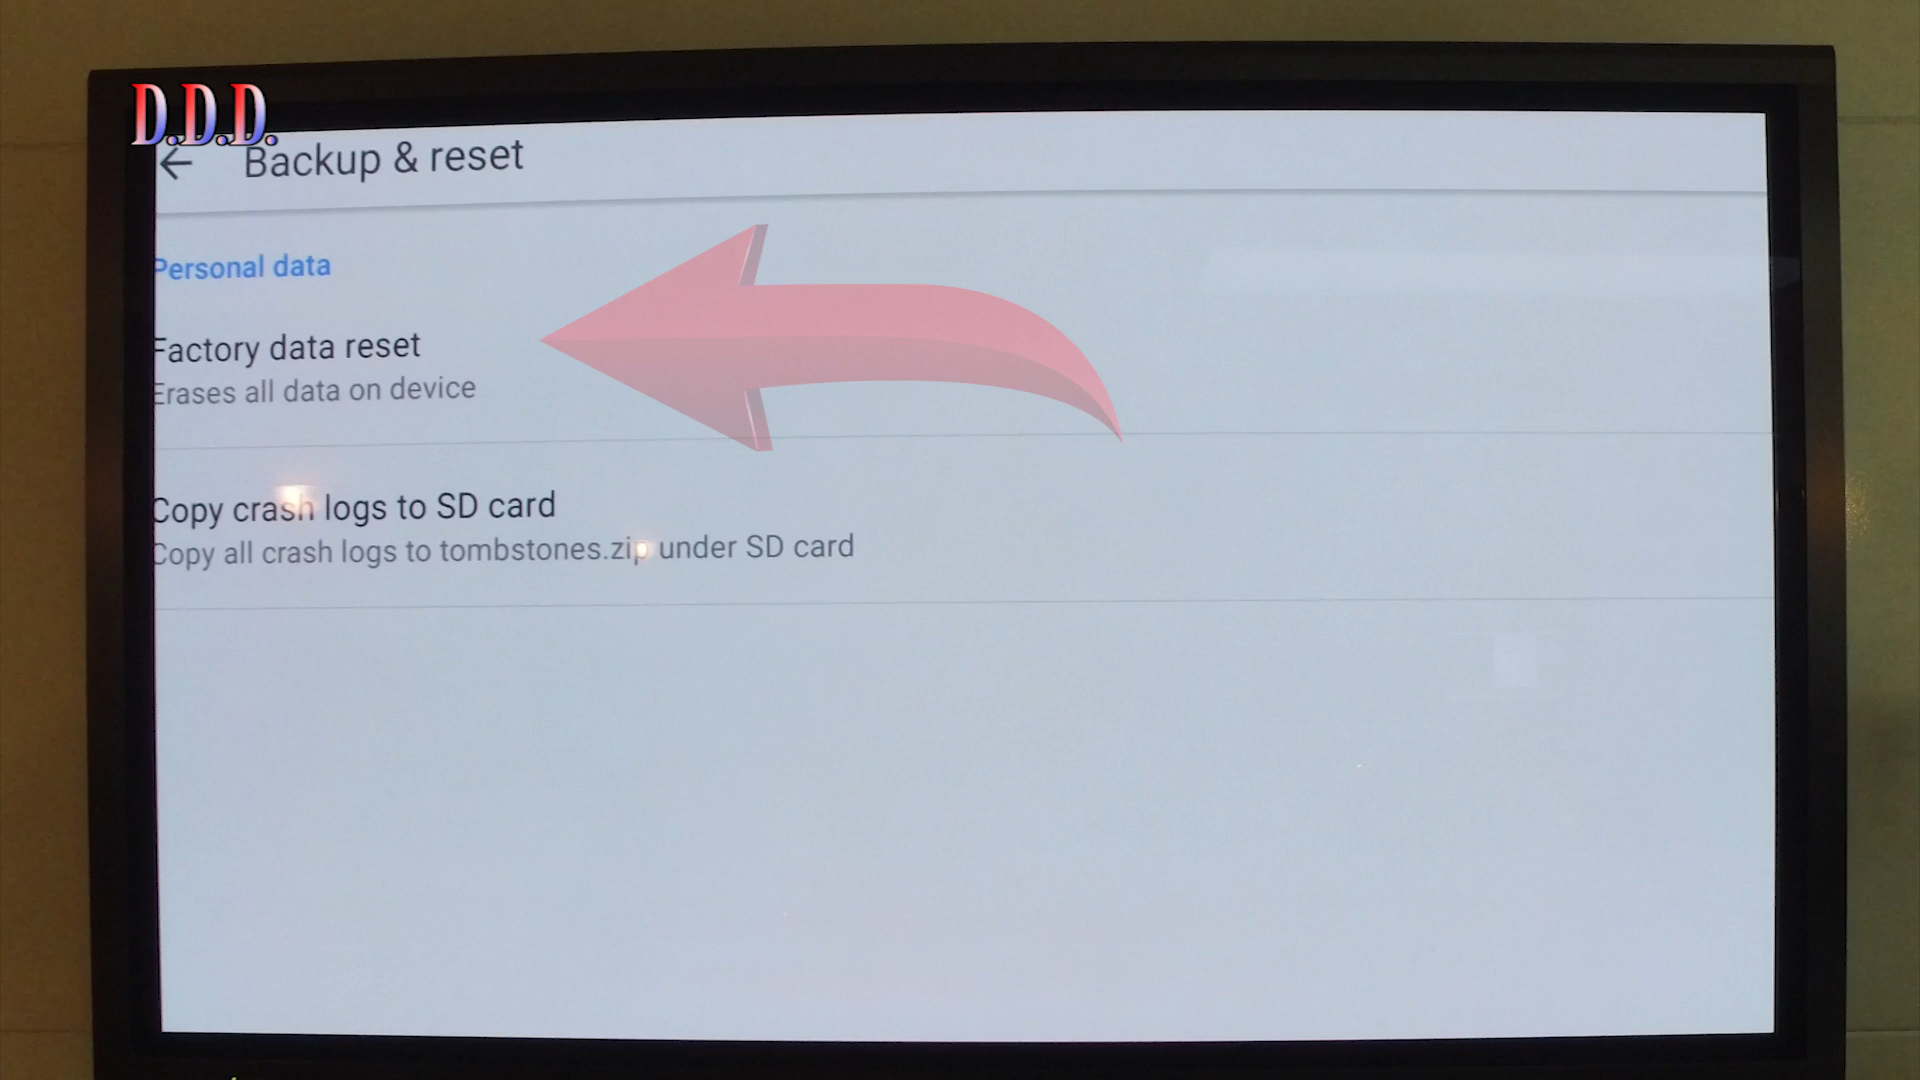 D.D.D.
Backup & reset
Personal data
Factory data reset
Erases all data on device
Copy crash logs to SD card
Copy all crash logs to tombstones.zip under SD card